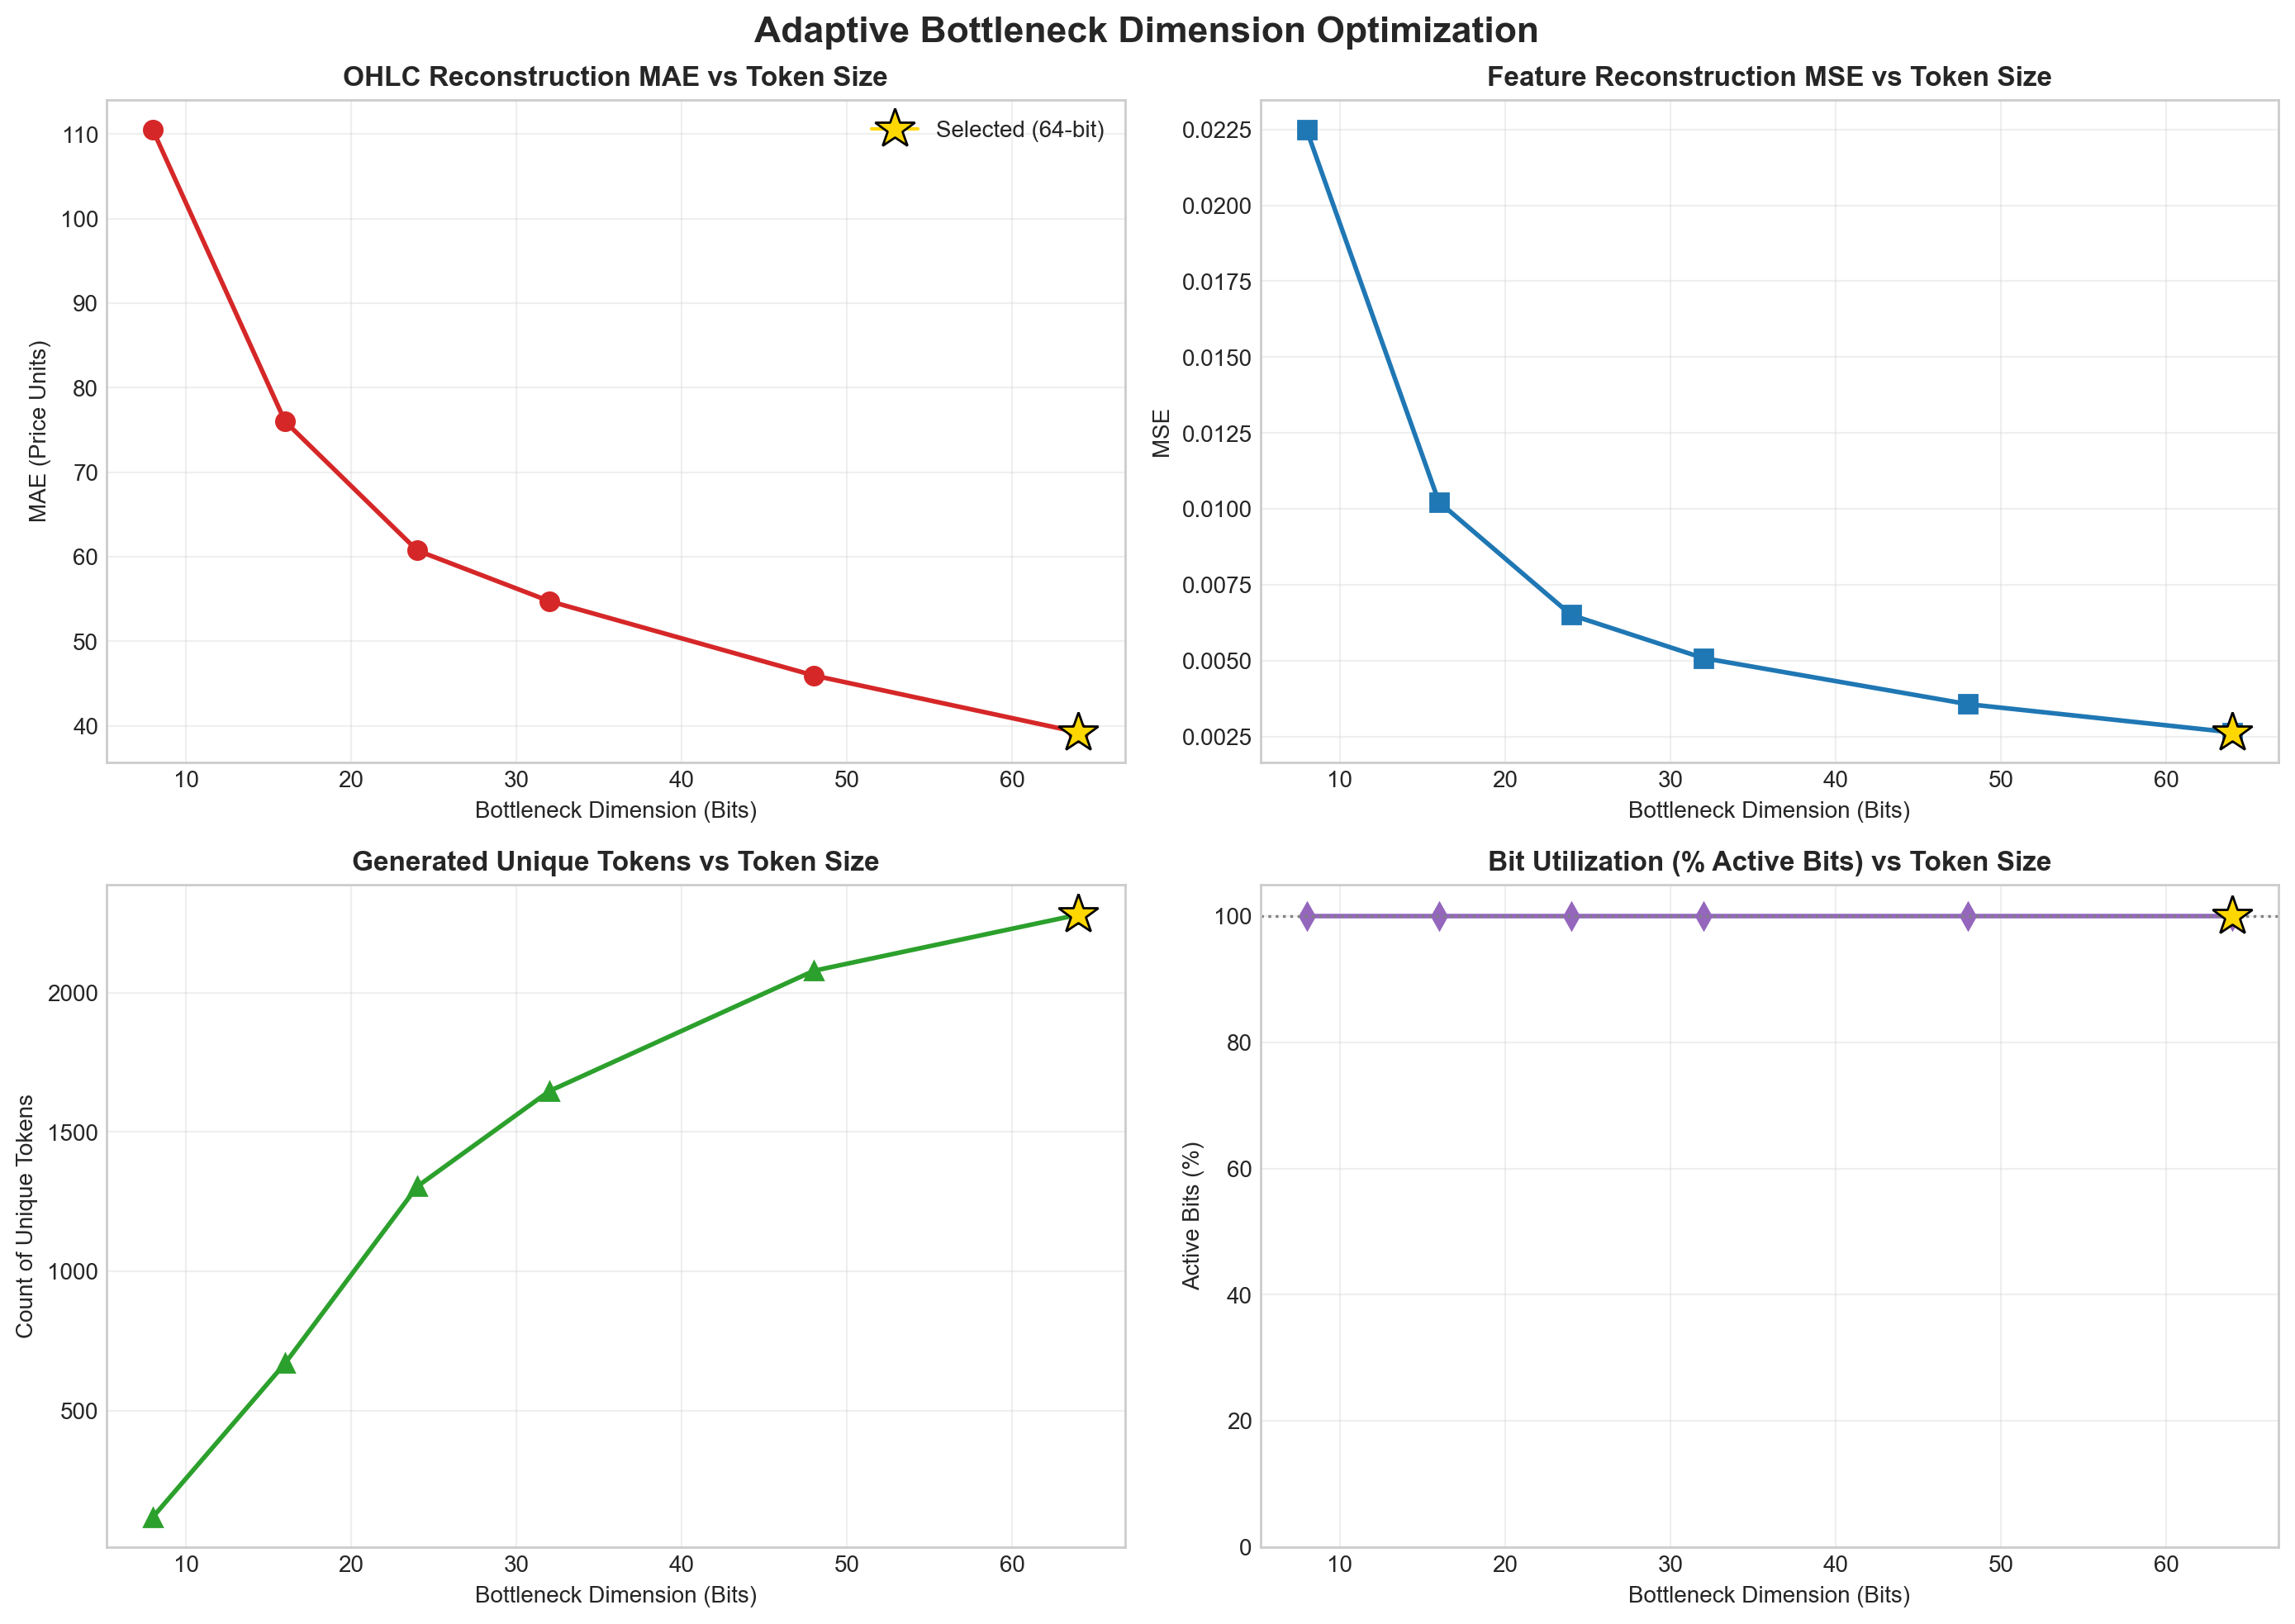 Adaptive Bottleneck Dimension Optimization
OHLC Reconstruction MAE vs Token Size
MAE (Price Units)
110
100
90
80
70
60
50
40
Selected (64-bit)
10 20 30 40 50 60
Bottleneck Dimension (Bits)
Feature Reconstruction MSE vs Token Size
MSE
0.0225
0.0200
0.0175
0.0150
0.0125
0.0100
0.0075
0.0050
0.0025
10 20 30 40 50 60
Bottleneck Dimension (Bits)
Generated Unique Tokens vs Token Size
Count of Unique Tokens
2000
1500
1000
500
10 20 30 40 50 60
Bottleneck Dimension (Bits)
Bit Utilization (% Active Bits) vs Token Size
Active Bits (%)
100
80
60
40
20
0
10 20 30 40 50 60
Bottleneck Dimension (Bits)